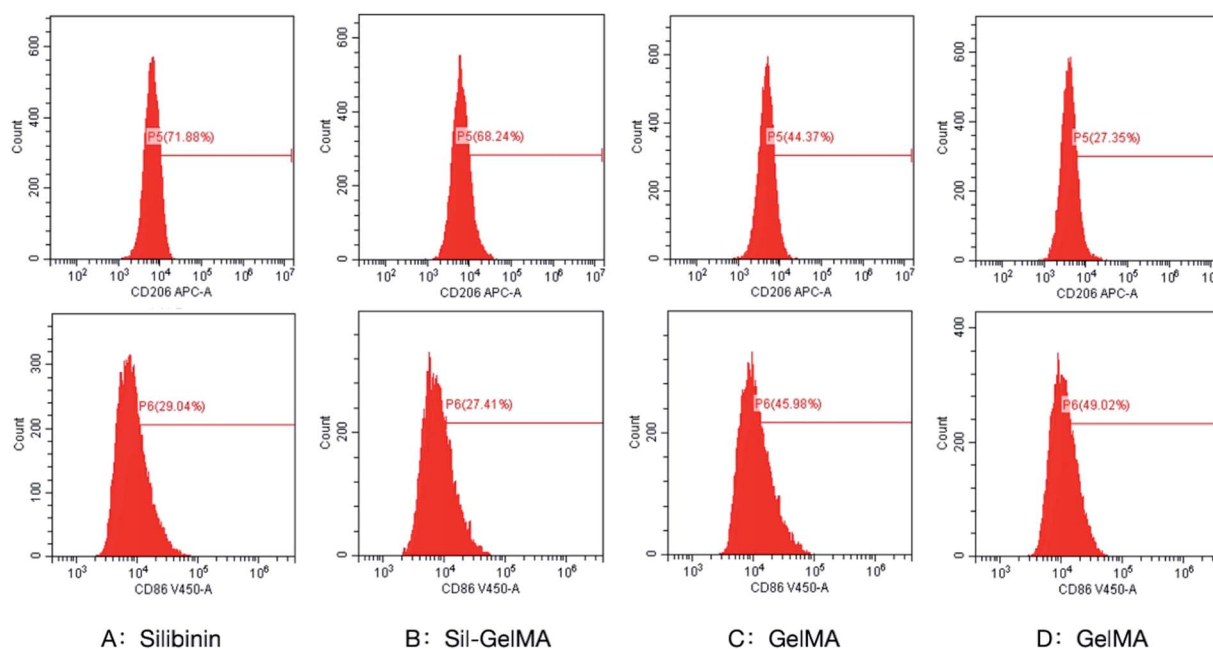 600
400
200
0
Count
P5(71.88%)
10² 10³ 10⁴ 10⁵ 10⁶ 10⁷
CD206 APC-A
600
400
200
0
Count
P5(68.24%)
10² 10³ 10⁴ 10⁵ 10⁶ 10⁷
CD206 APC-A
600
400
200
0
Count
P5(44.37%)
10² 10³ 10⁴ 10⁵ 10⁶ 10⁷
CD206 APC-A
600
400
200
0
Count
P5(27.35%)
10² 10³ 10⁴ 10⁵ 10⁶ 10⁷
CD206 APC-A
300
200
100
0
Count
P6(29.04%)
10³ 10⁴ 10⁵ 10⁶
CD86 V450-A
200
0
Count
P6(27.41%)
10³ 10⁴ 10⁵ 10⁶
CD86 V450-A
200
0
Count
P6(45.98%)
10³ 10⁴ 10⁵ 10⁶
CD86 V450-A
400
200
0
Count
P6(49.02%)
10³ 10⁴ 10⁵ 10⁶
CD86 V450-A
A: Silibinin
B: Sil-GelMA
C: GelMA
D: GelMA